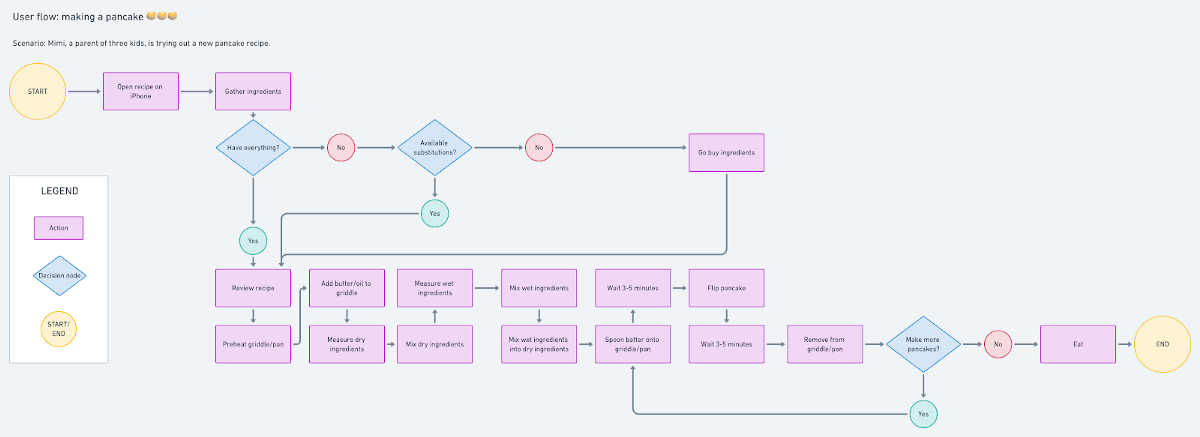 User flow: making a pancake 🥞🥞🥞
Scenario: Mimi, a parent of three kids, is trying out a new pancake recipe.
START
Open recipe on
iPhone
Gather ingredients
Have everything?
No
Available
substitutions?
No
Go buy ingredients
Yes
Yes
LEGEND
Action
Decision node
START/
END
Review recipe
Add butter/oil to
griddle
Measure wet
ingredients
Mix wet ingredients
Wait 3-5 minutes
Flip pancake
Preheat griddle/pan
Measure dry
ingredients
Mix dry ingredients
Mix wet ingredients
into dry ingredients
Spoon batter onto
griddle/pan
Wait 3-5 minutes
Remove from
griddle/pan
Make more
pancakes?
No
Eat
END
Yes